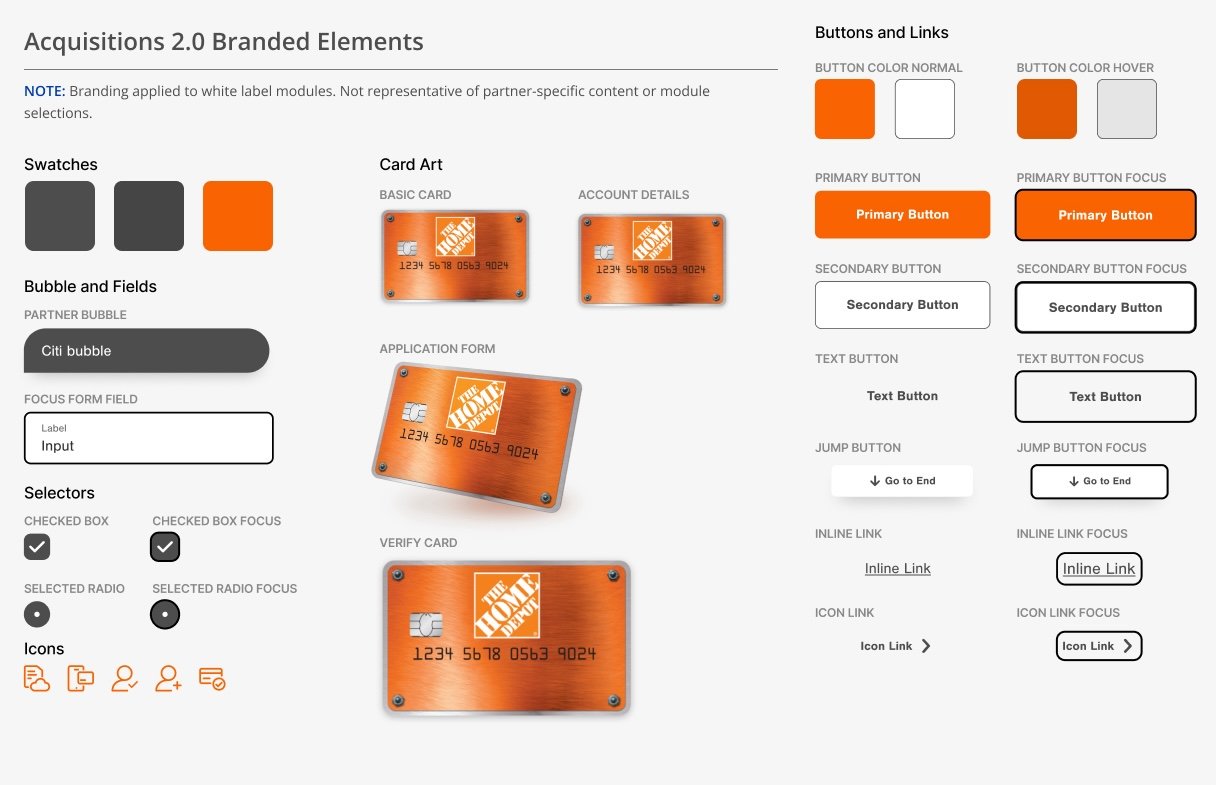 Acquisitions 2.0 Branded Elements
NOTE: Branding applied to white label modules. Not representative of partner-specific content or module
selections.
Swatches
Bubble and Fields
PARTNER BUBBLE
Citi bubble
FOCUS FORM FIELD
Label
Input
Selectors
CHECKED BOX
CHECKED BOX FOCUS
SELECTED RADIO
SELECTED RADIO FOCUS
Icons
Card Art
BASIC CARD
THE
HOME
DEPOT
1234 5678 0563 9024
ACCOUNT DETAILS
THE
HOME
DEPOT
1234 5678 0563 9024
APPLICATION FORM
THE
HOME
DEPOT
1234 5678 0563 9024
VERIFY CARD
THE
HOME
DEPOT
1234 5678 0563 9024
Buttons and Links
BUTTON COLOR NORMAL
BUTTON COLOR HOVER
PRIMARY BUTTON
Primary Button
PRIMARY BUTTON FOCUS
Primary Button
SECONDARY BUTTON
Secondary Button
SECONDARY BUTTON FOCUS
Secondary Button
TEXT BUTTON
Text Button
TEXT BUTTON FOCUS
Text Button
JUMP BUTTON
Go to End
JUMP BUTTON FOCUS
Go to End
INLINE LINK
Inline Link
INLINE LINK FOCUS
Inline Link
ICON LINK
Icon Link
ICON LINK FOCUS
Icon Link